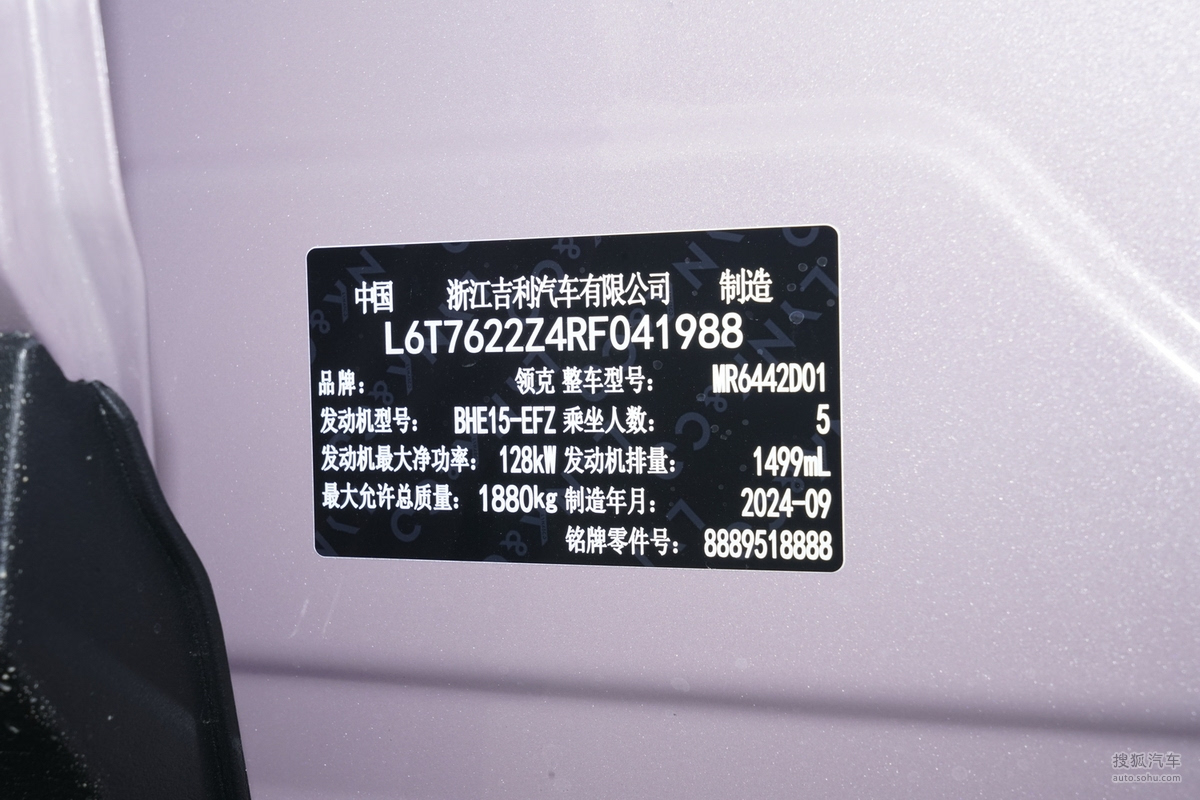 中国 浙江吉利汽车有限公司 制造
L6T7622Z4RF041988
品牌： 领克 整车型号： MR6442D01
发动机型号： BHE15-EFZ 乘坐人数： 5
发动机最大净功率： 128kW 发动机排量： 1499mL
最大允许总质量： 1880kg 制造年月： 2024-09
铭牌零件号： 8889518888
搜狐汽车
auto.sohu.com